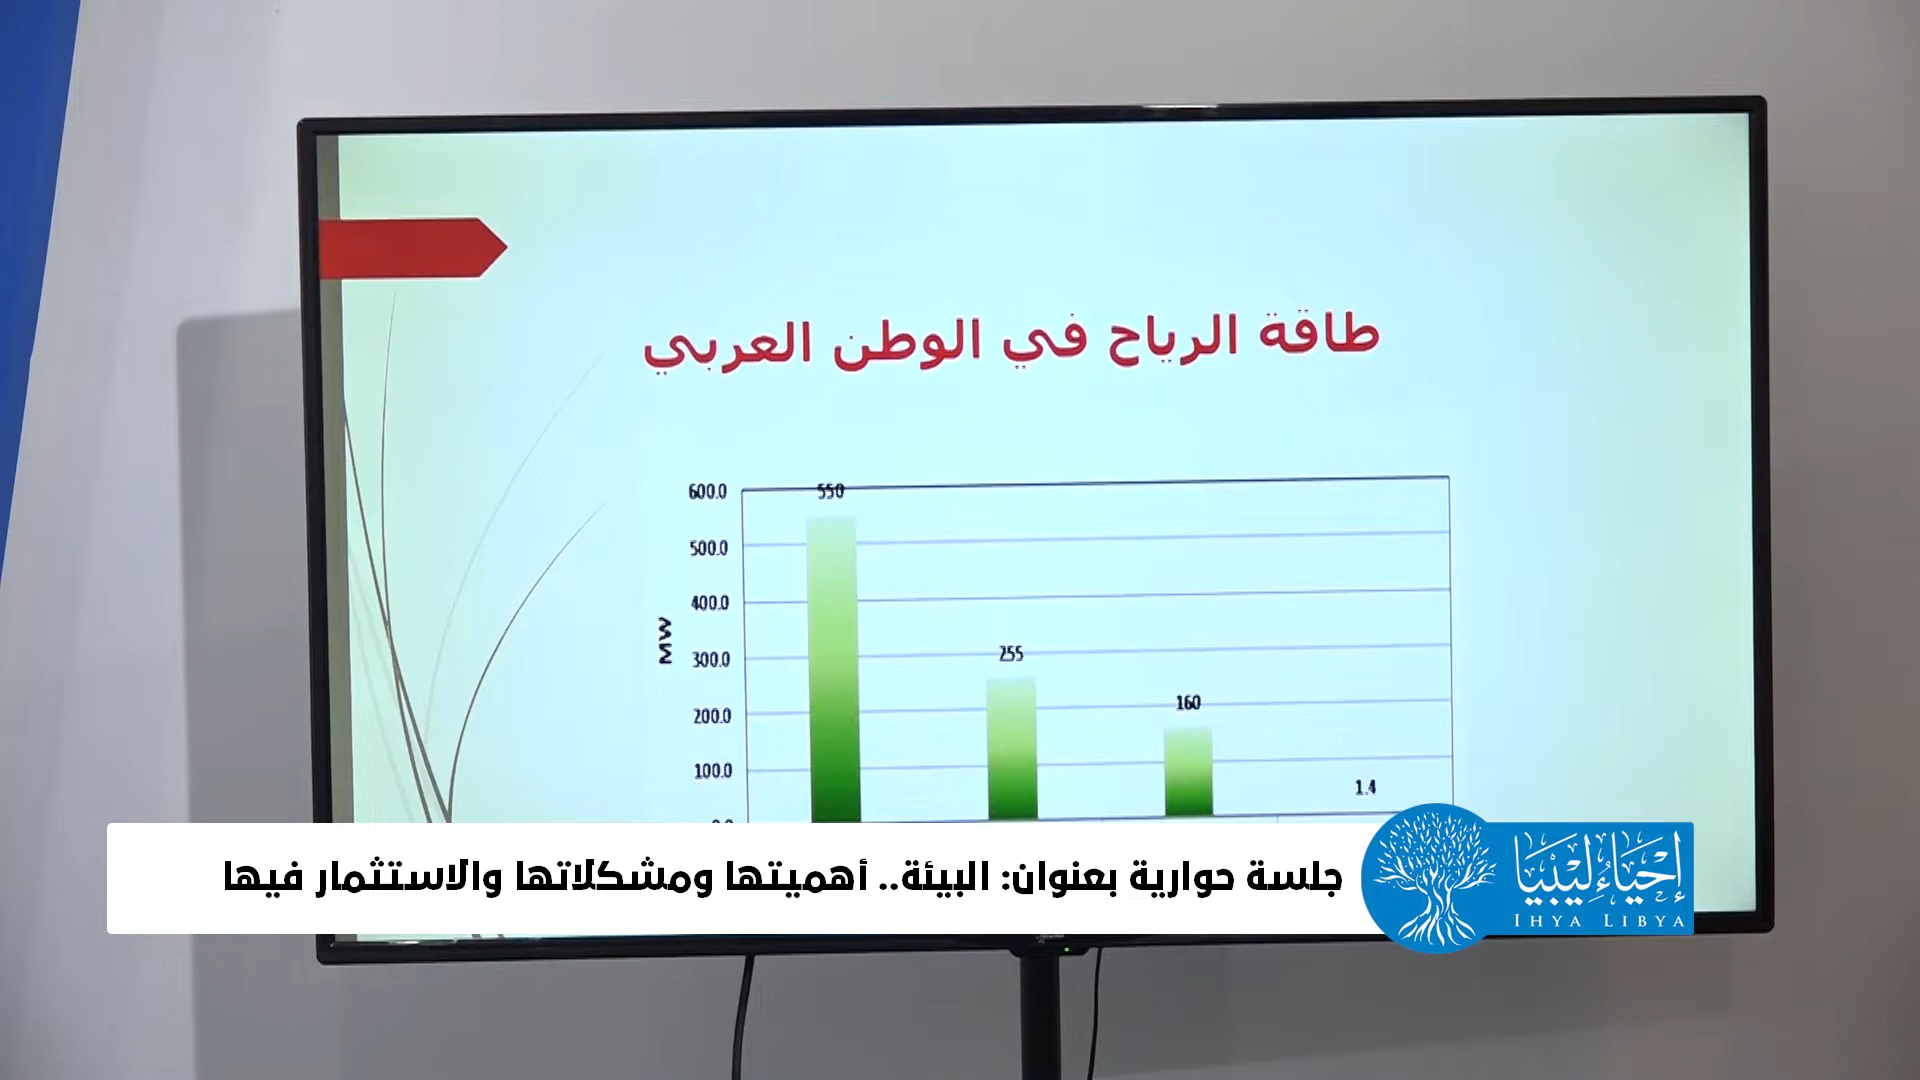 طاقة الرياح في الوطن العربي
600.0
550
500.0
400.0
MW
300.0
255
200.0
160
100.0
1.4
جلسة حوارية بعنوان: البيئة.. أهميتها ومشكلاتها والاستثمار فيها
إحياء ليبيا
IHYA LIBYA